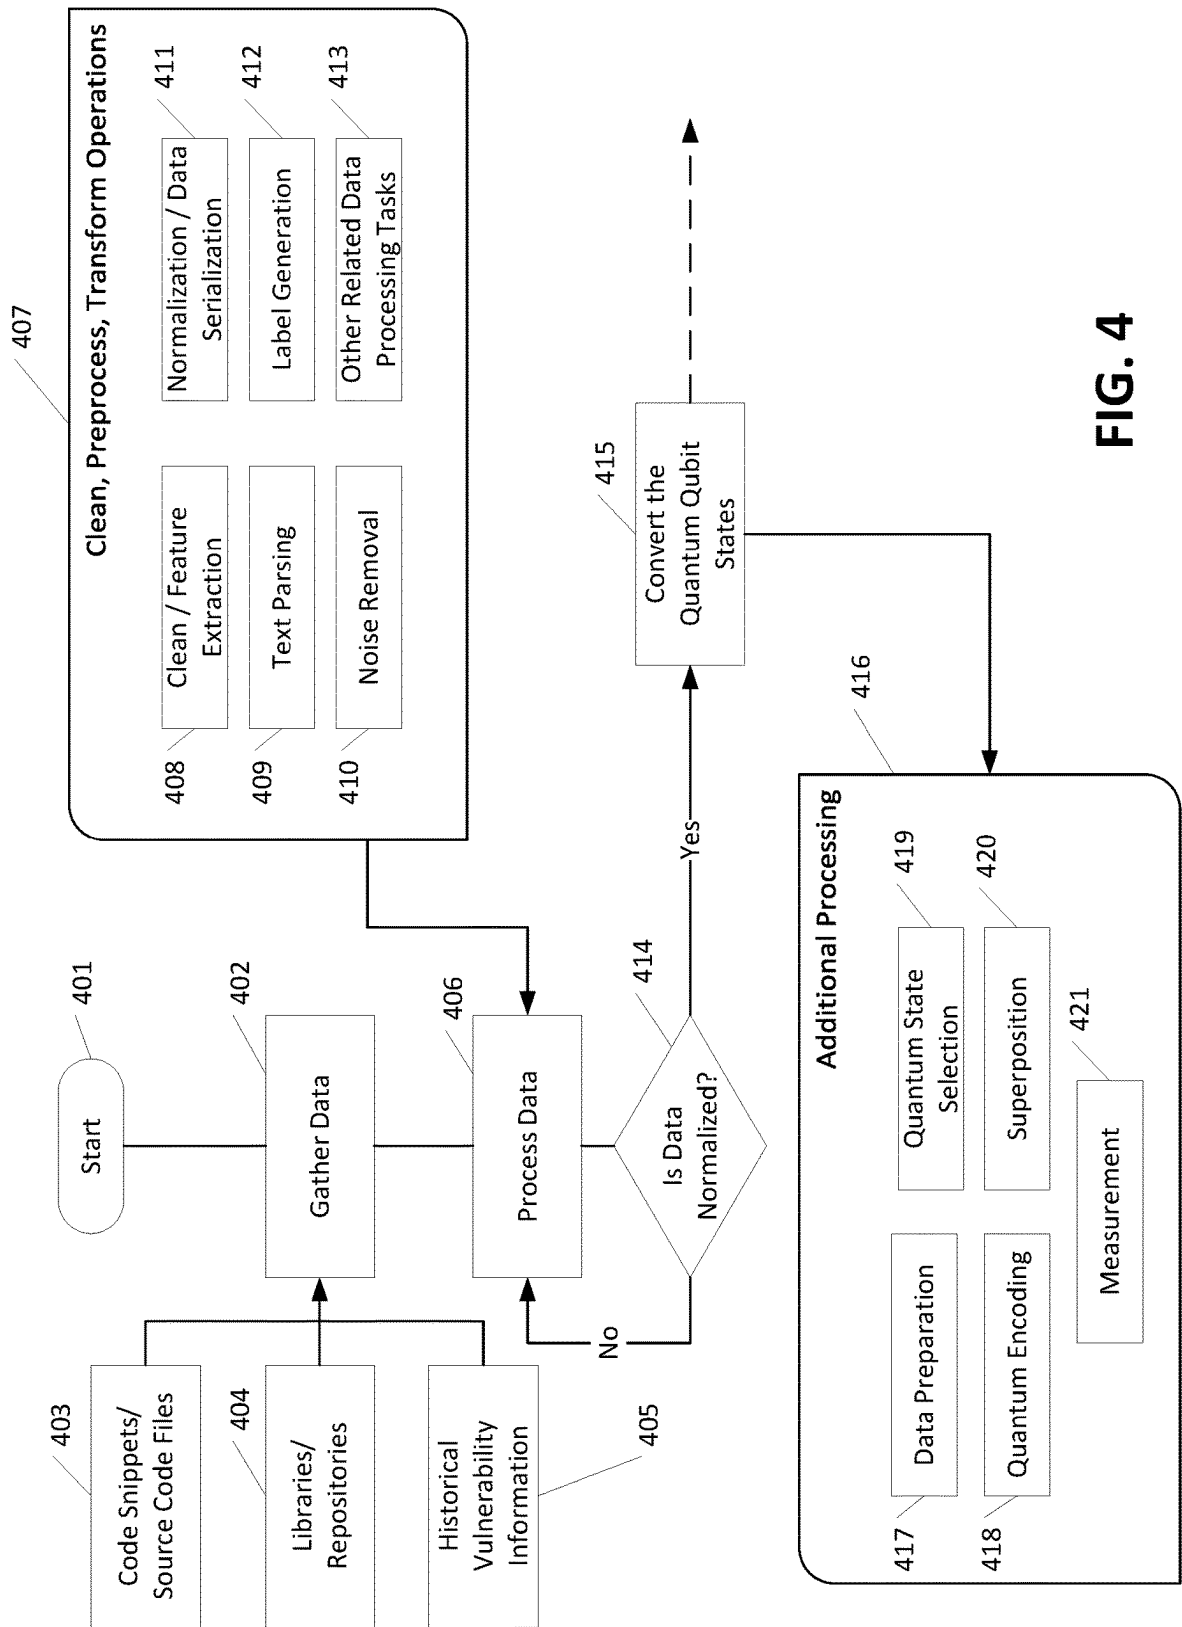 401
Start
402
Gather Data
403
Code Snippets/
Source Code Files
404
Libraries/
Repositories
405
Historical
Vulnerability
Information
406
Process Data
407
Clean, Preprocess, Transform Operations
408
Clean / Feature
Extraction
409
Text Parsing
410
Noise Removal
411
Normalization / Data
Serialization
412
Label Generation
413
Other Related Data
Processing Tasks
414
Is Data
Normalized?
No
Yes
415
Convert the
Quantum Qubit
States
416
Additional Processing
417
Data Preparation
418
Quantum Encoding
419
Quantum State
Selection
420
Superposition
421
Measurement
FIG. 4